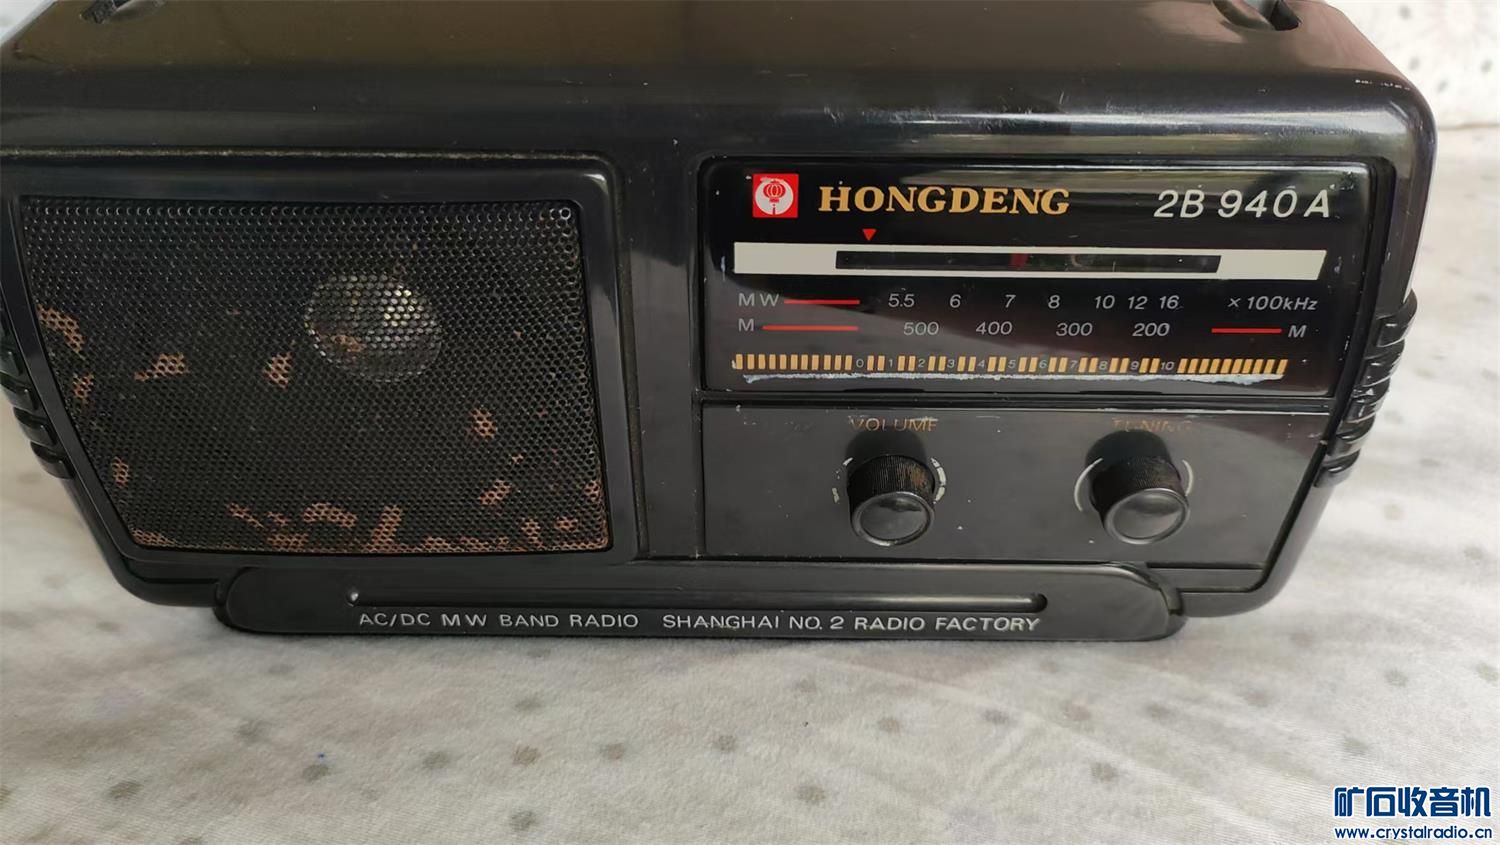 HONGDENG 2B 940 A
MW 5.5 6 7 8 10 12 16 ×100kHz
M 500 400 300 200 M
0 1 2 3 4 5 6 7 8 9 10
VOLUME TUNING
AC/DC MW BAND RADIO SHANGHAI NO. 2 RADIO FACTORY
矿石收音机
www.crystalradio.cn